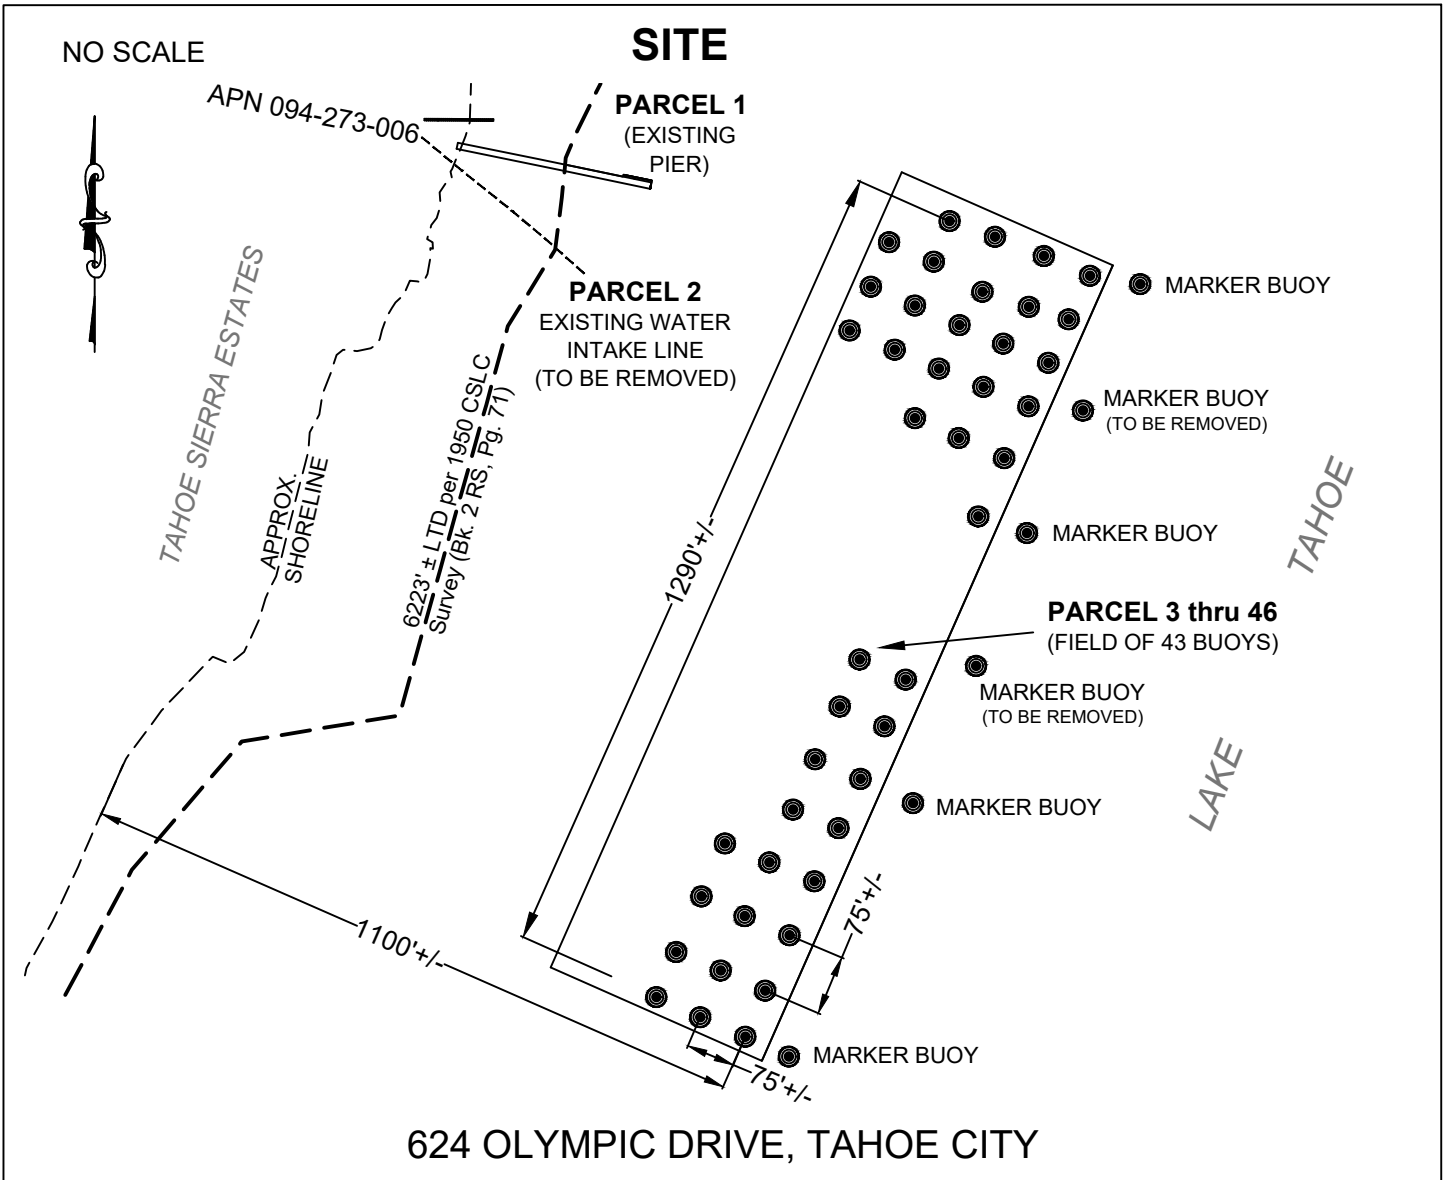 NO SCALE
SITE
APN 094-273-006
PARCEL 1
(EXISTING
PIER)
MARKER BUOY
PARCEL 2
EXISTING WATER
INTAKE LINE
(TO BE REMOVED)
TAHOE SIERRA ESTATES
MARKER BUOY
(TO BE REMOVED)
APPROX.
SHORELINE
6223' ± LTD per 1950 CSLC
Survey (Bk. 2 RS, Pg. 71)
1290'+/-
MARKER BUOY
TAHOE
PARCEL 3 thru 46
(FIELD OF 43 BUOYS)
MARKER BUOY
(TO BE REMOVED)
LAKE
MARKER BUOY
1100'+/-
75'+/-
MARKER BUOY
75'+/-
624 OLYMPIC DRIVE, TAHOE CITY